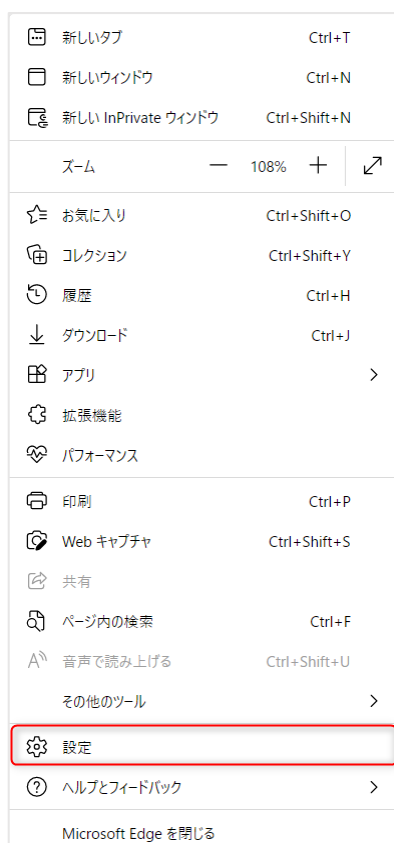 新しいタブ Ctrl+T
新しいウィンドウ Ctrl+N
新しい InPrivate ウィンドウ Ctrl+Shift+N
ズーム — 108% +
お気に入り Ctrl+Shift+O
コレクション Ctrl+Shift+Y
履歴 Ctrl+H
ダウンロード Ctrl+J
アプリ
拡張機能
パフォーマンス
印刷 Ctrl+P
Web キャプチャ Ctrl+Shift+S
共有
ページ内の検索 Ctrl+F
音声で読み上げる Ctrl+Shift+U
その他のツール
設定
ヘルプとフィードバック
Microsoft Edge を閉じる